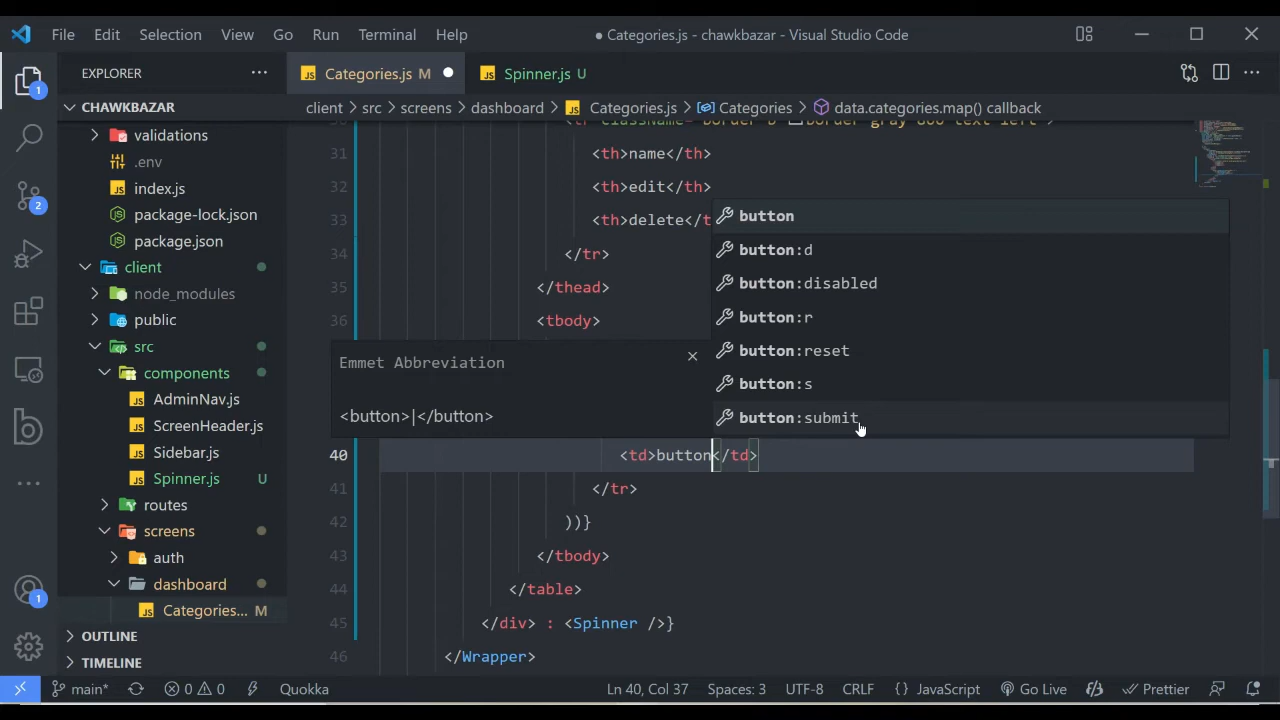 File Edit Selection View Go Run Terminal Help
● Categories.js - chawkbazar - Visual Studio Code
EXPLORER
Categories.js M
Spinner.js U
CHAWKBAZAR
client > src > screens > dashboard > Categories.js > Categories > data.categories.map() callback
validations
.env
index.js
package-lock.json
package.json
client
node_modules
public
src
components
AdminNav.js
ScreenHeader.js
Sidebar.js
Spinner.js U
routes
screens
auth
dashboard
Categories... M
OUTLINE
TIMELINE
1
2
1
31 <th>name</th>
32 <th>edit</th>
33 <th>delete</t
34 </tr>
35 </thead>
36 <tbody>
button
button:d
button:disabled
button:r
button:reset
button:s
button:submit
Emmet Abbreviation
<button>|</button>
40 <td>button</td>
41 </tr>
42 ))}
43 </tbody>
44 </table>
45 </div> : <Spinner />}
46 </Wrapper>
main* 0 0 Quokka Ln 40, Col 37 Spaces: 3 UTF-8 CRLF {} JavaScript Go Live Prettier